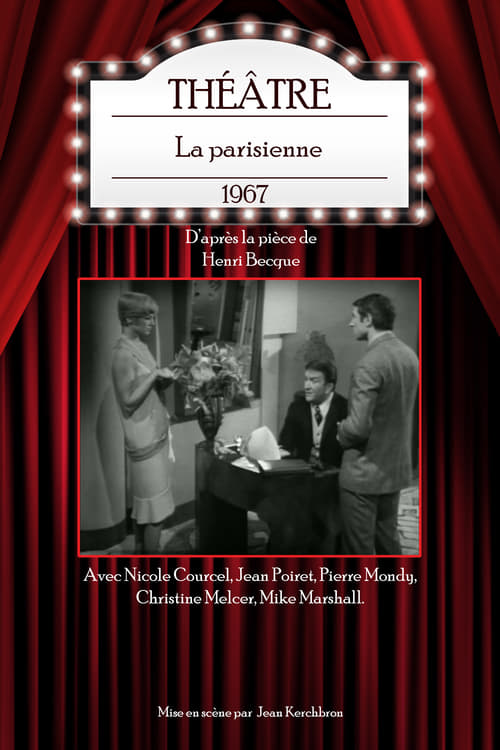 THÉÂTRE
La parisienne
1967
D'après la pièce de
Henri Becque
Avec Nicole Courcel, Jean Poiret, Pierre Mondy,
Christine Melcer, Mike Marshall.
Mise en scène par Jean Kerchbron